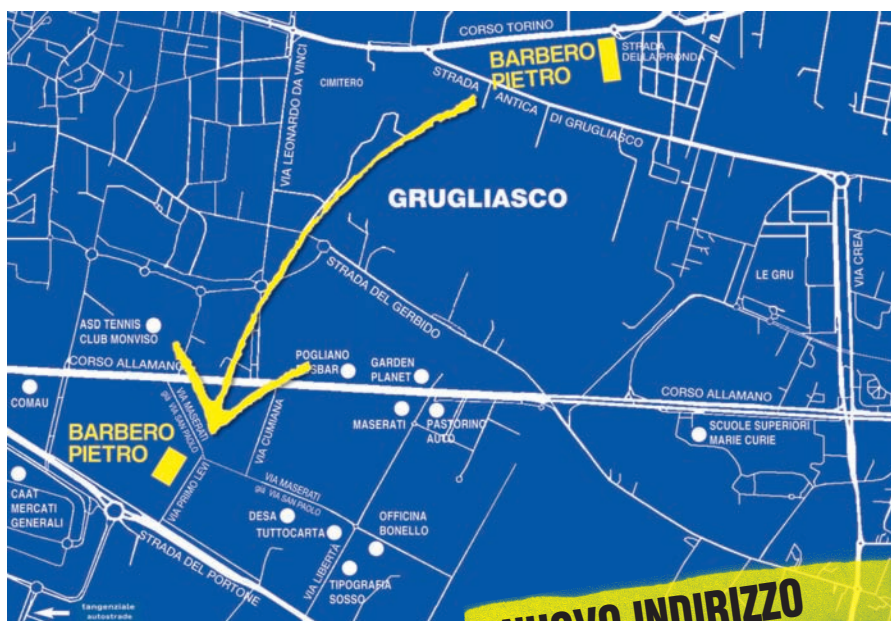 CORSO TORINO
BARBERO
PIETRO
STRADA
DELLA PRONDA
STRADA ANTICA DI GRUGLIASCO
CIMITERO
VIA LEONARDO DA VINCI
GRUGLIASCO
STRADA DEL GERBIDO
LE GRU
VIA CREA
ASD TENNIS
CLUB MONVISO
POGLIANO
SBAR
GARDEN
PLANET
CORSO ALLAMANO
CORSO ALLAMANO
COMAU
VIA MASERATI
già VIA SAN PAOLO
MASERATI
PASTORINO
AUTO
SCUOLE SUPERIORI
MARIE CURIE
BARBERO
PIETRO
VIA CUMIANA
VIA PRIMO LEVI
VIA MASERATI
già VIA SAN PAOLO
CAAT
MERCATI
GENERALI
DESA
TUTTOCARTA
OFFICINA
BONELLO
VIA LIBERTÀ
TIPOGRAFIA
SOSSO
STRADA DEL PORTONE
tangenziale
autostrade
NUOVO INDIRIZZO